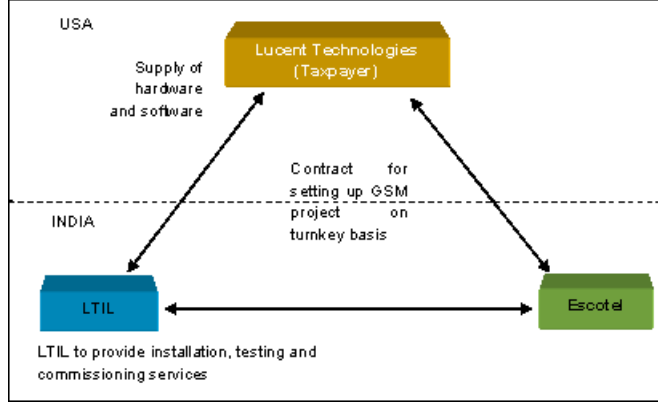 USA
Lucent Technologies
(Taxpayer)
Supply of
hardware
and software
Contract for
setting up GSM
project on
turnkey basis
INDIA
LTIL
Escotel
LTIL to provide installation, testing and
commissioning services